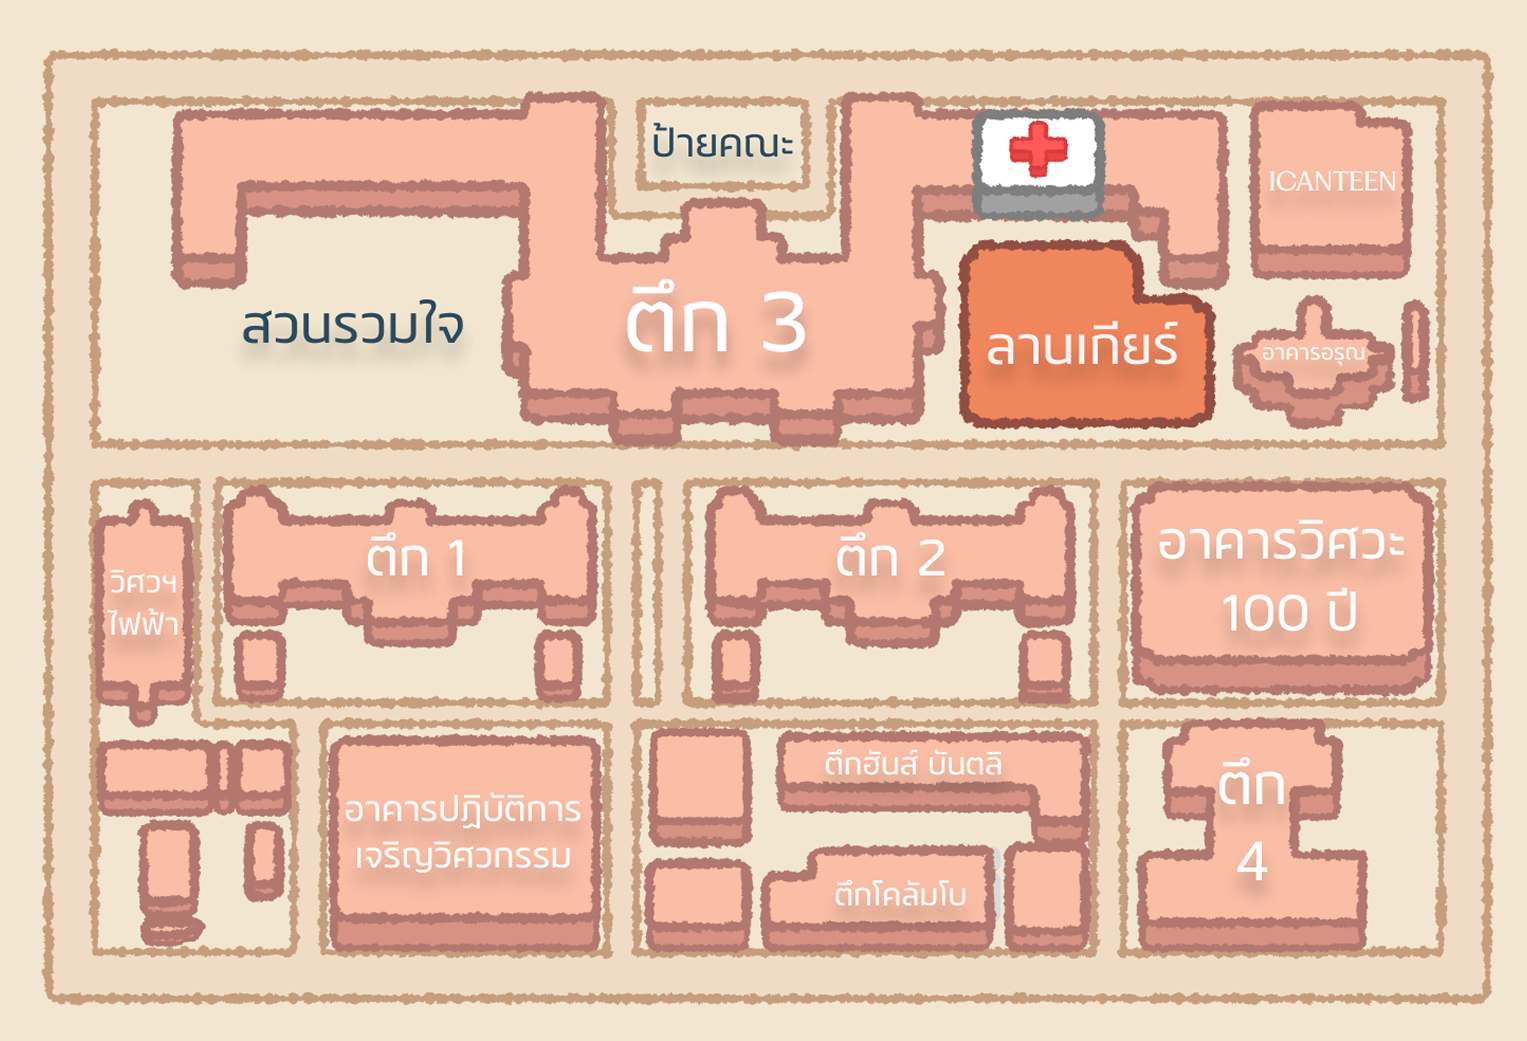 ป้ายคณะ
ICANTEEN
สวนรวมใจ
ตึก 3
ลานเกียร์
อาคารอรุณ
วิศวฯ
ไฟฟ้า
ตึก 1
ตึก 2
อาคารวิศวะ
100 ปี
อาคารปฏิบัติการ
เจริญวิศวกรรม
ตึกฮันส์ บันตลิ
ตึกโคลัมโบ
ตึก
4